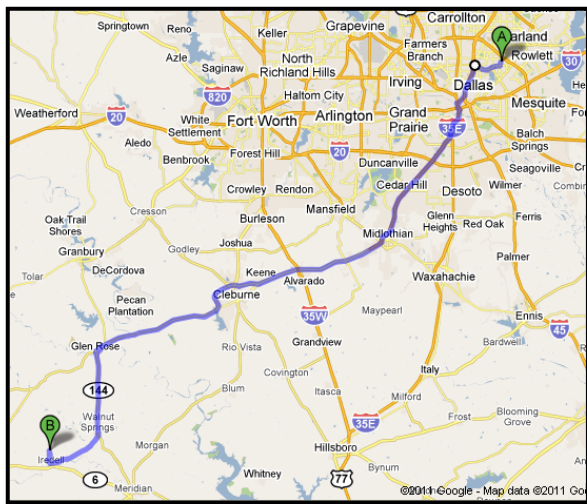 Carrollton
Grapevine
A
Garland
Reno
Keller
Farmers
Branch
Rowlett
Azle
Saginaw
North
Richland Hills
Irving
30
820
Haltom City
Dallas
Mesquite
Weatherford
White
Settlement
Fort Worth
Arlington
Grand
Prairie
35E
20
Aledo
Benbrook
Forest Hill
20
Balch
Springs
Duncanville
Seagoville
Crowley
Rendon
Cedar Hill
Desoto
Wilmer
Mansfield
Oak Trail
Shores
Cresson
Burleson
Glenn
Heights
Ferris
Red Oak
Granbury
Godley
Joshua
Midlothian
Palmer
Tolar
DeCordova
Keene
Alvarado
Waxahachie
Pecan
Plantation
Cleburne
35W
Maypearl
Ennis
45
Bardwell
Glen Rose
Rio Vista
Grandview
Italy
144
Blum
Covington
Itasca
Milford
Frost
Blooming
Grove
B
Walnut
Springs
Morgan
35E
Hillsboro
Iredell
6
Meridian
Whitney
77
Bynum
©2011 Google - Map data ©2011 Goo